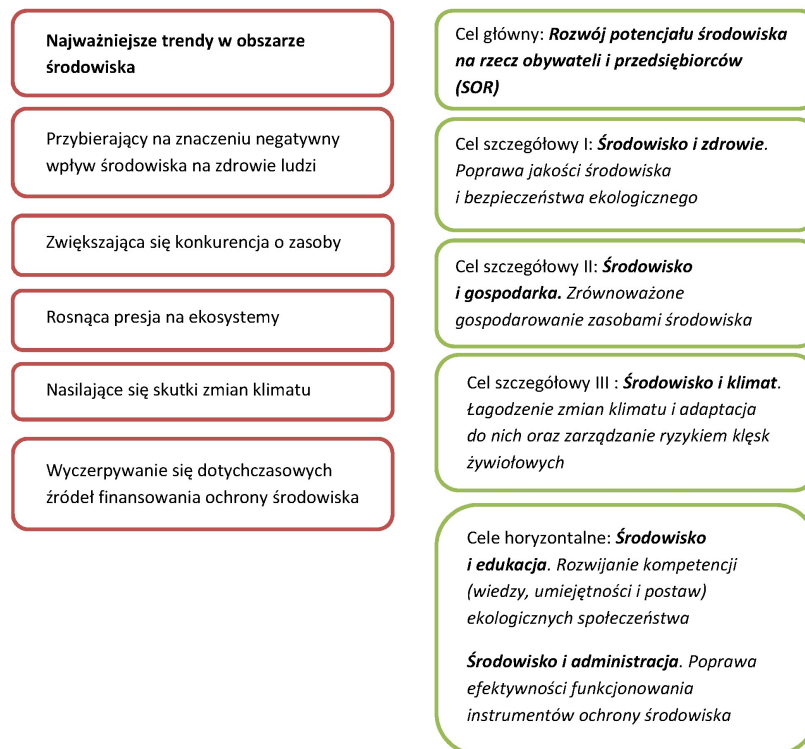 Najważniejsze trendy w obszarze
środowiska
Przybierający na znaczeniu negatywny
wpływ środowiska na zdrowie ludzi
Zwiększająca się konkurencja o zasoby
Rosnąca presja na ekosystemy
Nasilające się skutki zmian klimatu
Wyczerpywanie się dotychczasowych
źródeł finansowania ochrony środowiska
Cel główny: Rozwój potencjału środowiska
na rzecz obywateli i przedsiębiorców
(SOR)
Cel szczegółowy I: Środowisko i zdrowie.
Poprawa jakości środowiska
i bezpieczeństwa ekologicznego
Cel szczegółowy II: Środowisko
i gospodarka. Zrównoważone
gospodarowanie zasobami środowiska
Cel szczegółowy III : Środowisko i klimat.
Łagodzenie zmian klimatu i adaptacja
do nich oraz zarządzanie ryzykiem klęsk
żywiołowych
Cele horyzontalne: Środowisko
i edukacja. Rozwijanie kompetencji
(wiedzy, umiejętności i postaw)
ekologicznych społeczeństwa
Środowisko i administracja. Poprawa
efektywności funkcjonowania
instrumentów ochrony środowiska